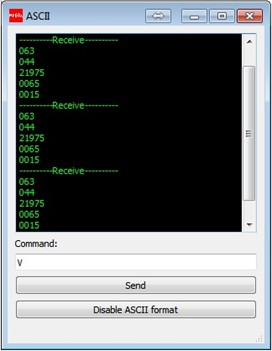 ASCII
----------Receive----------
063
044
21975
0065
0015
----------Receive----------
063
044
21975
0065
0015
----------Receive----------
063
044
21975
0065
0015
Command:
V
Send
Disable ASCII format